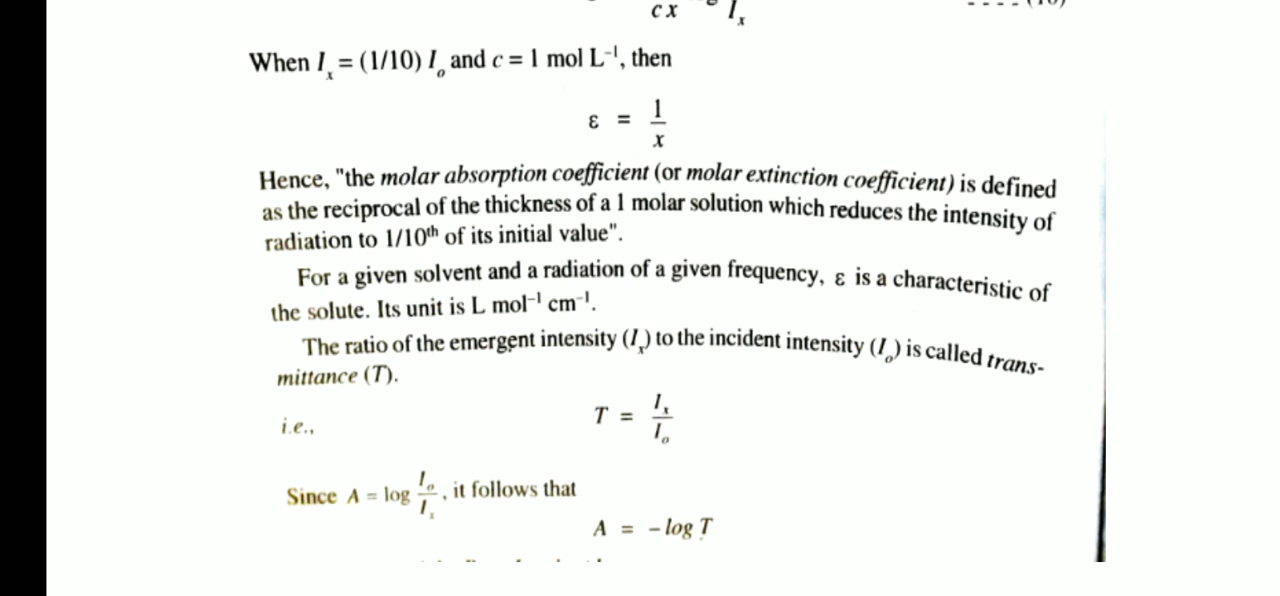 cx I_x
When I_x = (1/10) I_o and c = 1 mol L⁻¹, then
ε = 1/x
Hence, "the molar absorption coefficient (or molar extinction coefficient) is defined
as the reciprocal of the thickness of a 1 molar solution which reduces the intensity of
radiation to 1/10th of its initial value".
For a given solvent and a radiation of a given frequency, ε is a characteristic of
the solute. Its unit is L mol⁻¹ cm⁻¹.
The ratio of the emergent intensity (I_x) to the incident intensity (I_o) is called trans-
mittance (T).
i.e., T = I_x/I_o
Since A = log I_o/I_x, it follows that
A = – log T